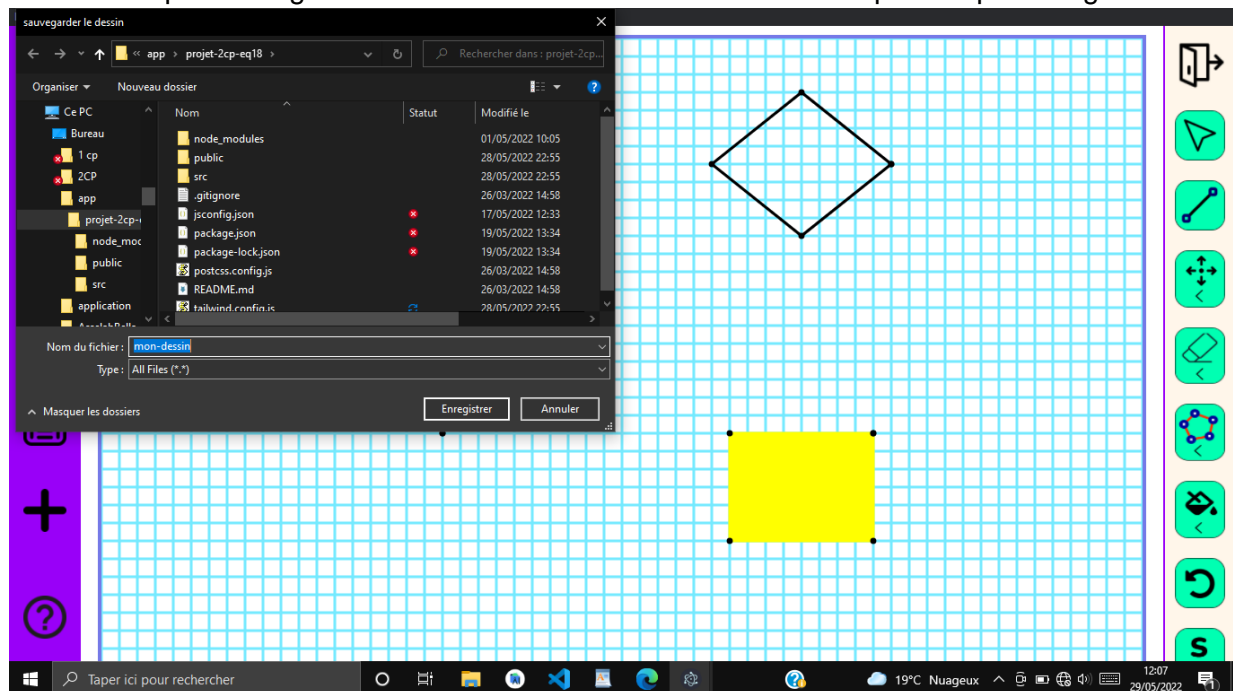 sauvegarder le dessin
« app > projet-2cp-eq18 >
Rechercher dans : projet-2cp...
Organiser
Nouveau dossier
Ce PC
Bureau
1 cp
2CP
app
projet-2cp-
node_moc
public
src
application
Nom Statut Modifié le
node_modules 01/05/2022 10:05
public 28/05/2022 22:55
src 28/05/2022 22:55
.gitignore 26/03/2022 14:58
jsconfig.json 17/05/2022 12:33
package.json 19/05/2022 13:34
package-lock.json 19/05/2022 13:34
postcss.config.js 26/03/2022 14:58
README.md 26/03/2022 14:58
tailwind.config.js 28/05/2022 22:55
Nom du fichier : mon-dessin
Type : All Files (*.*)
Masquer les dossiers
Enregistrer
Annuler
S
Taper ici pour rechercher
19°C Nuageux
12:07
29/05/2022
1